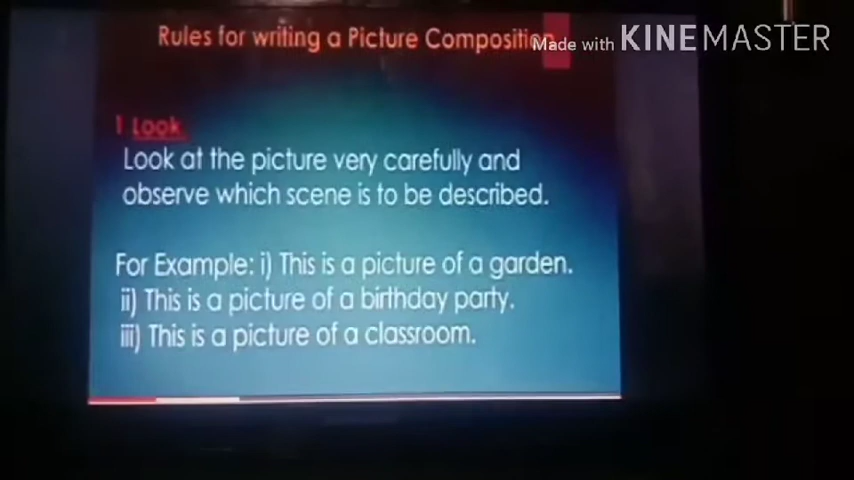 Rules for writing a Picture Composition
Made with KINEMASTER
1 Look
Look at the picture very carefully and
observe which scene is to be described.
For Example: i) This is a picture of a garden.
ii) This is a picture of a birthday party.
iii) This is a picture of a classroom.